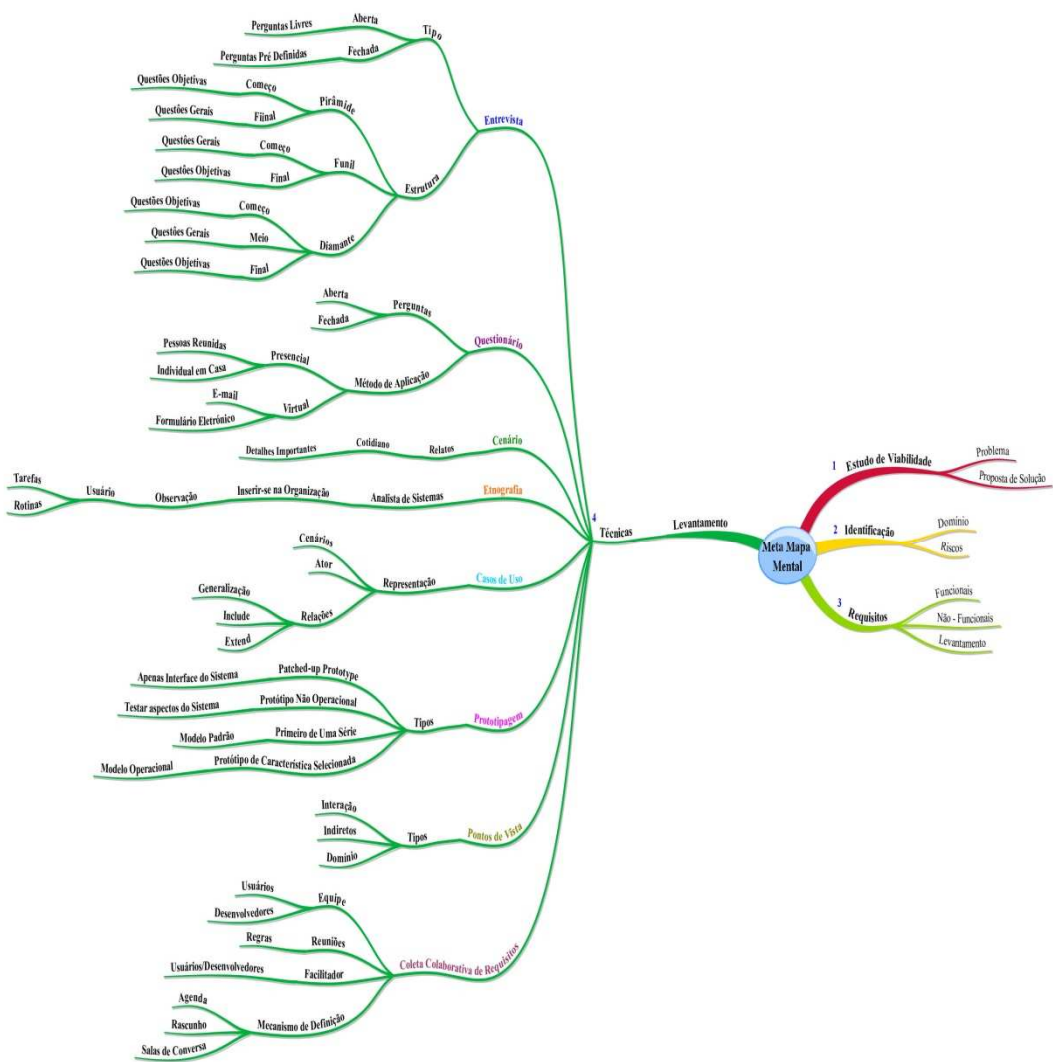 Meta Mapa
Mental
1 Estudo de Viabilidade
Problema
Proposta de Solução
2 Identificação
Domínio
Riscos
3 Requisitos
Funcionais
Não - Funcionais
Levantamento
Levantamento
4
Técnicas
Entrevista
Tipo
Aberta
Perguntas Livres
Fechada
Perguntas Pré Definidas
Estrutura
Pirâmide
Começo
Questões Objetivas
Fiinal
Questões Gerais
Funil
Começo
Questões Gerais
Final
Questões Objetivas
Diamante
Começo
Questões Objetivas
Meio
Questões Gerais
Final
Questões Objetivas
Questionário
Perguntas
Aberta
Fechada
Método de Aplicação
Presencial
Pessoas Reunidas
Individual em Casa
Virtual
E-mail
Formulário Eletrônico
Cenário
Relatos
Cotidiano
Detalhes Importantes
Etnografia
Analista de Sistemas
Inserir-se na Organização
Observação
Usuário
Tarefas
Rotinas
Casos de Uso
Representação
Cenários
Ator
Relações
Generalização
Include
Extend
Prototipagem
Tipos
Patched-up Prototype
Apenas Interface do Sistema
Protótipo Não Operacional
Testar aspectos do Sistema
Primeiro de Uma Série
Modelo Padrão
Protótipo de Característica Selecionada
Modelo Operacional
Pontos de Vista
Tipos
Interação
Indiretos
Domínio
Coleta Colaborativa de Requisitos
Equipe
Usuários
Desenvolvedores
Reuniões
Regras
Facilitador
Usuários/Desenvolvedores
Mecanismo de Definição
Agenda
Rascunho
Salas de Conversa